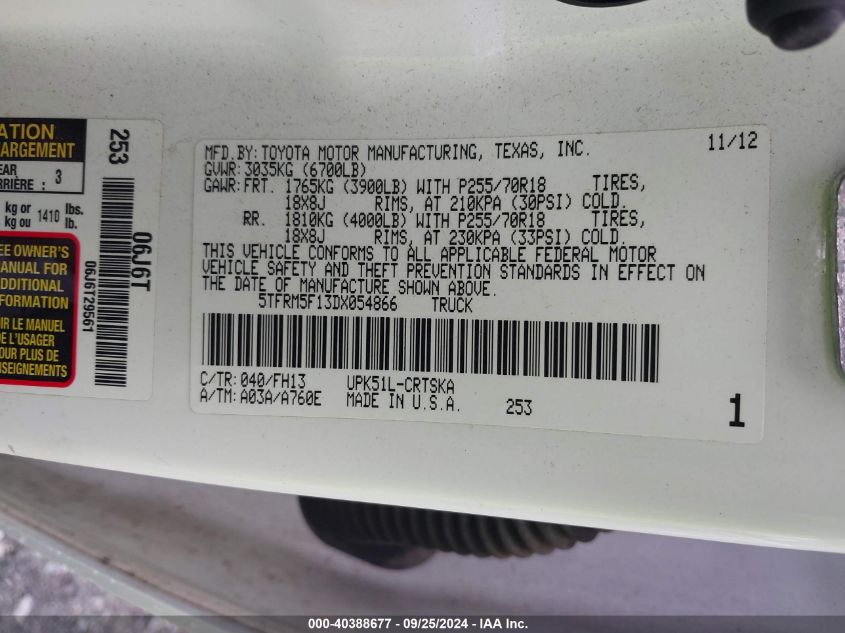 ATION
ARGEMENT
EAR
RRIÈRE : 3
kg or
kg ou 1410 lbs.
lb.
EE OWNER'S
MANUAL FOR
ADDITIONAL
FORMATION
IR LE MANUEL
DE L'USAGER
POUR PLUS DE
NSEIGNEMENTS
253
06J6T
06J6T29561
11/12
MFD.BY:TOYOTA MOTOR MANUFACTURING, TEXAS, INC.
GVWR:3035KG (6700LB)
GAWR:FRT. 1765KG (3900LB) WITH P255/70R18 TIRES,
18X8J RIMS, AT 210KPA (30PSI) COLD.
RR. 1810KG (4000LB) WITH P255/70R18 TIRES,
18X8J RIMS, AT 230KPA (33PSI) COLD.
THIS VEHICLE CONFORMS TO ALL APPLICABLE FEDERAL MOTOR
VEHICLE SAFETY AND THEFT PREVENTION STANDARDS IN EFFECT ON
THE DATE OF MANUFACTURE SHOWN ABOVE.
5TFRM5F13DX054866 TRUCK
C/TR:040/FH13 UPK51L-CRTSKA
A/TM:A03A/A760E MADE IN U.S.A. 253
1
000-40388677 - 09/25/2024 - IAA Inc.